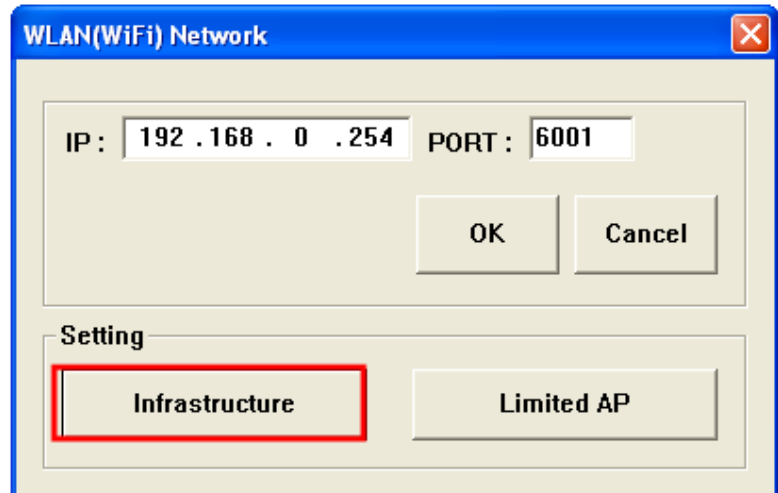 WLAN(WiFi) Network
IP : 192 .168 . 0 .254 PORT : 6001
OK Cancel
Setting
Infrastructure Limited AP